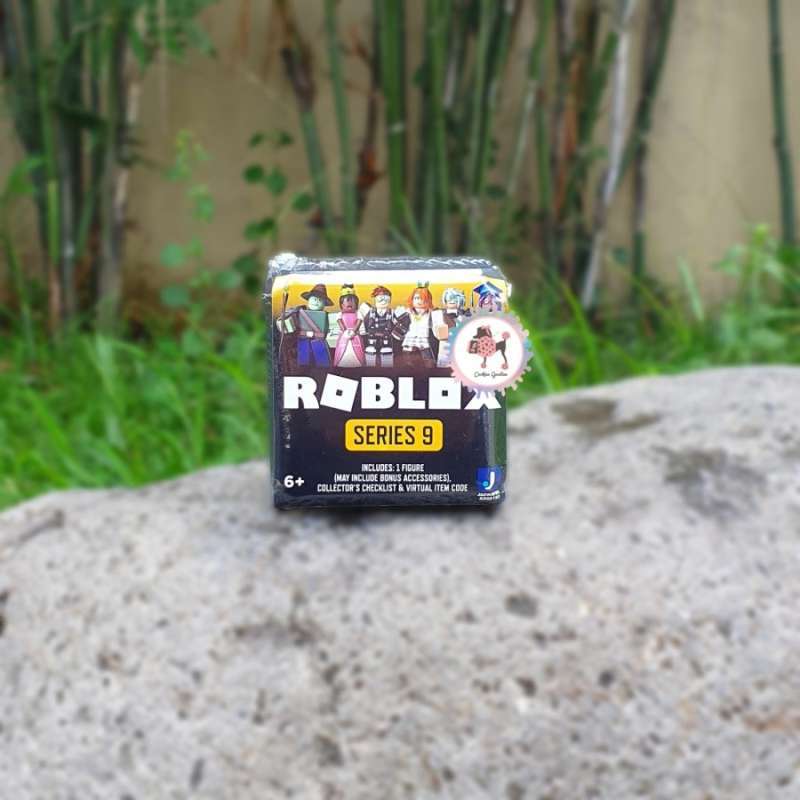 ROBLOX
SERIES 9
INCLUDES: 1 FIGURE
(MAY INCLUDE BONUS ACCESSORIES),
COLLECTOR'S CHECKLIST & VIRTUAL ITEM CODE
6+